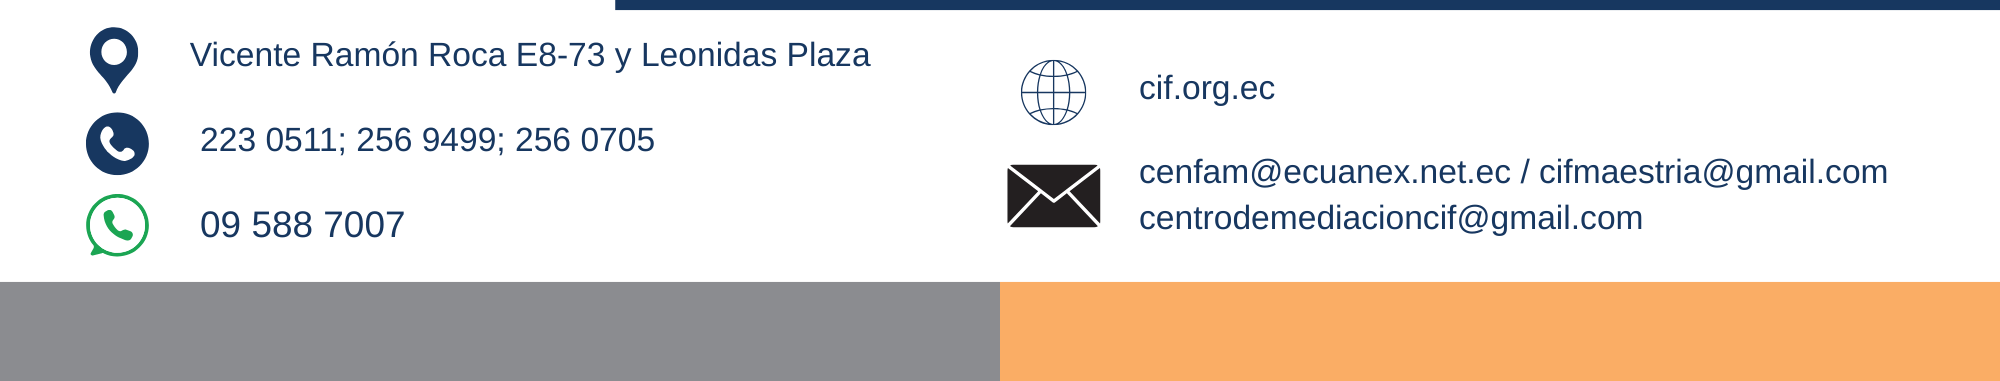 Vicente Ramón Roca E8-73 y Leonidas Plaza
223 0511; 256 9499; 256 0705
09 588 7007
cif.org.ec
cenfam@ecuanex.net.ec / cifmaestria@gmail.com
centrodemediacioncif@gmail.com